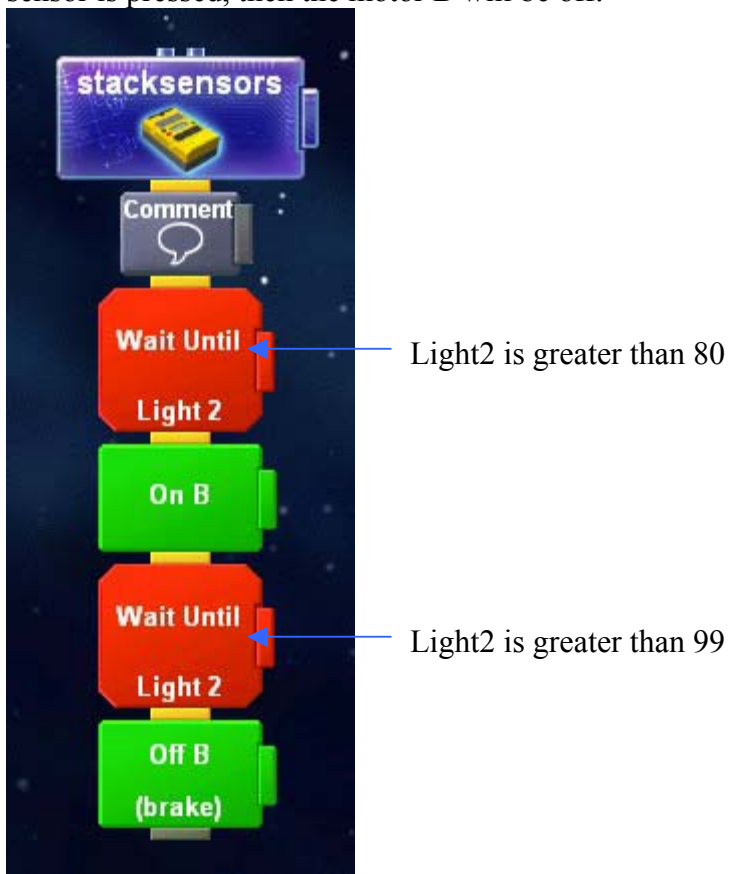 sensor is pressed, then the motor B will be off.
stacksensors
Comment
Wait Until
Light 2
Light2 is greater than 80
On B
Wait Until
Light 2
Light2 is greater than 99
Off B
(brake)